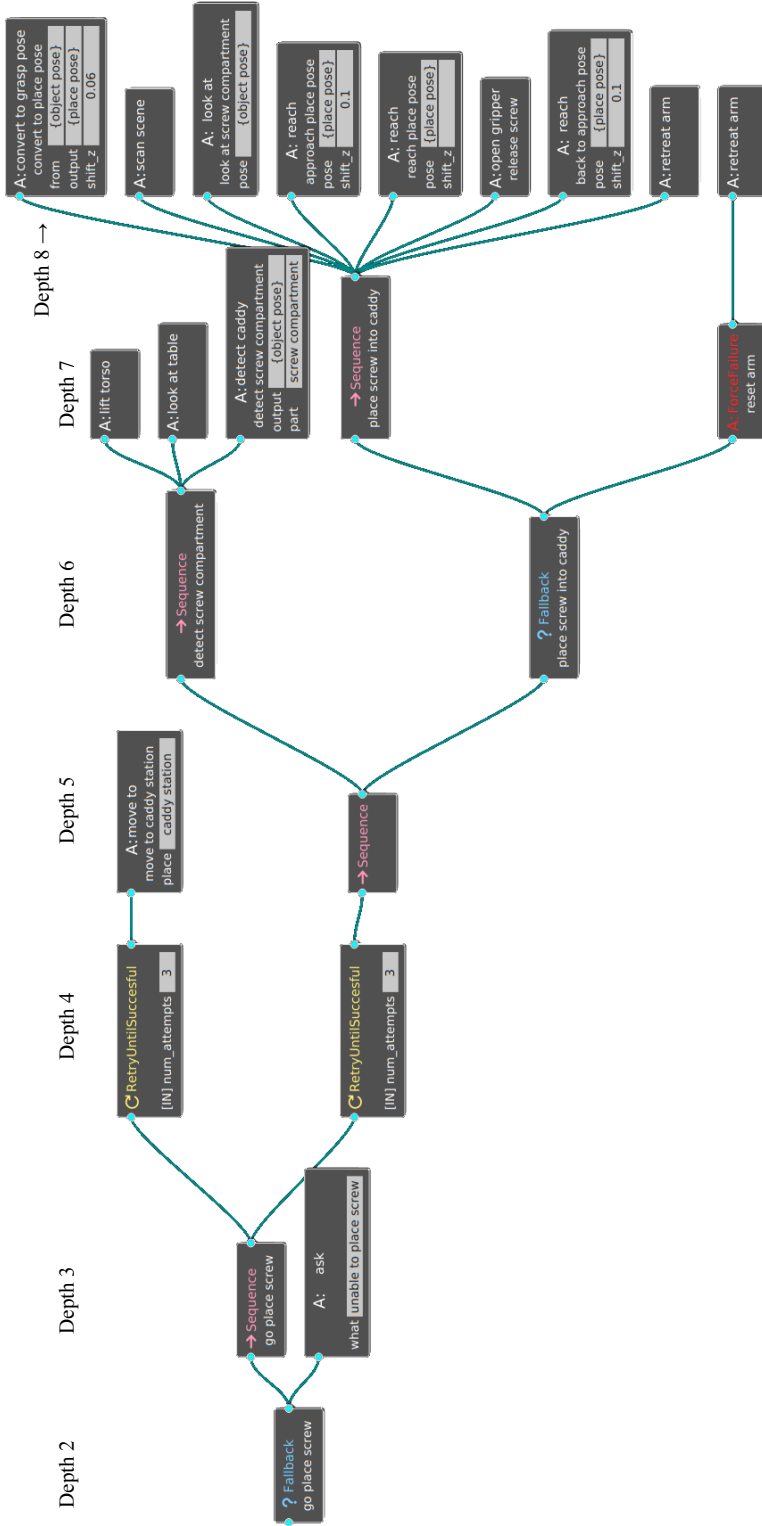 Depth 2
Depth 3
Depth 4
Depth 5
Depth 6
Depth 7
Depth 8 →
? Fallback
go place screw
→Sequence
go place screw
A: ask
what unable to place screw
RetryUntilSuccesful
[IN] num_attempts 3
RetryUntilSuccesful
[IN] num_attempts 3
A:move to
move to caddy station
place caddy station
→Sequence
→Sequence
detect screw compartment
? Fallback
place screw into caddy
A:lift torso
A:look at table
A:detect caddy
detect screw compartment
output {object pose}
part screw compartment
→Sequence
place screw into caddy
A:ForceFailure
reset arm
A:convert to grasp pose
convert to place pose
from {object pose}
output {place pose}
shift_z 0.06
A:scan scene
A: look at
look at screw compartment
pose {object pose}
A: reach
approach place pose
pose {place pose}
shift_z 0.1
A: reach
reach place pose
pose {place pose}
shift_z
A:open gripper
release screw
A: reach
back to approach pose
pose {place pose}
shift_z 0.1
A:retreat arm
A:retreat arm